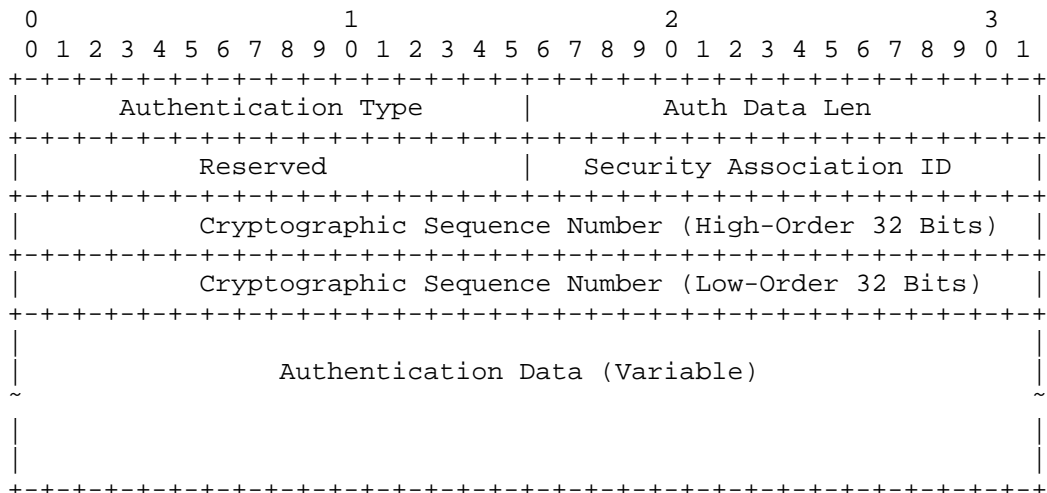 0                   1                   2                   3
 0 1 2 3 4 5 6 7 8 9 0 1 2 3 4 5 6 7 8 9 0 1 2 3 4 5 6 7 8 9 0 1
+-+-+-+-+-+-+-+-+-+-+-+-+-+-+-+-+-+-+-+-+-+-+-+-+-+-+-+-+-+-+-+-+
|      Authentication Type      |        Auth Data Len          |
+-+-+-+-+-+-+-+-+-+-+-+-+-+-+-+-+-+-+-+-+-+-+-+-+-+-+-+-+-+-+-+-+
|           Reserved            |   Security Association ID     |
+-+-+-+-+-+-+-+-+-+-+-+-+-+-+-+-+-+-+-+-+-+-+-+-+-+-+-+-+-+-+-+-+
|           Cryptographic Sequence Number (High-Order 32 Bits)  |
+-+-+-+-+-+-+-+-+-+-+-+-+-+-+-+-+-+-+-+-+-+-+-+-+-+-+-+-+-+-+-+-+
|           Cryptographic Sequence Number (Low-Order 32 Bits)   |
+-+-+-+-+-+-+-+-+-+-+-+-+-+-+-+-+-+-+-+-+-+-+-+-+-+-+-+-+-+-+-+-+
|                                                               |
|                Authentication Data (Variable)                 |
~                                                               ~
|                                                               |
|                                                               |
+-+-+-+-+-+-+-+-+-+-+-+-+-+-+-+-+-+-+-+-+-+-+-+-+-+-+-+-+-+-+-+-+